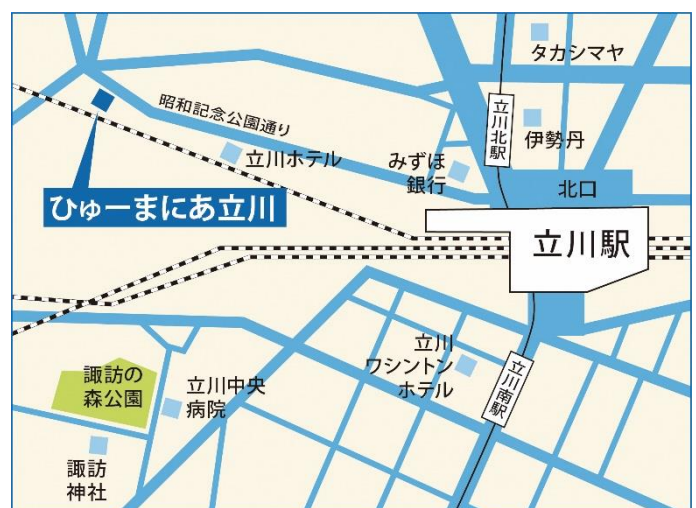 タカシマヤ
立川北駅
昭和記念公園通り
伊勢丹
立川ホテル
みずほ
銀行
北口
ひゅーまにあ立川
立川駅
立川
ワシントン
ホテル
立川南駅
諏訪の
森公園
立川中央
病院
諏訪
神社